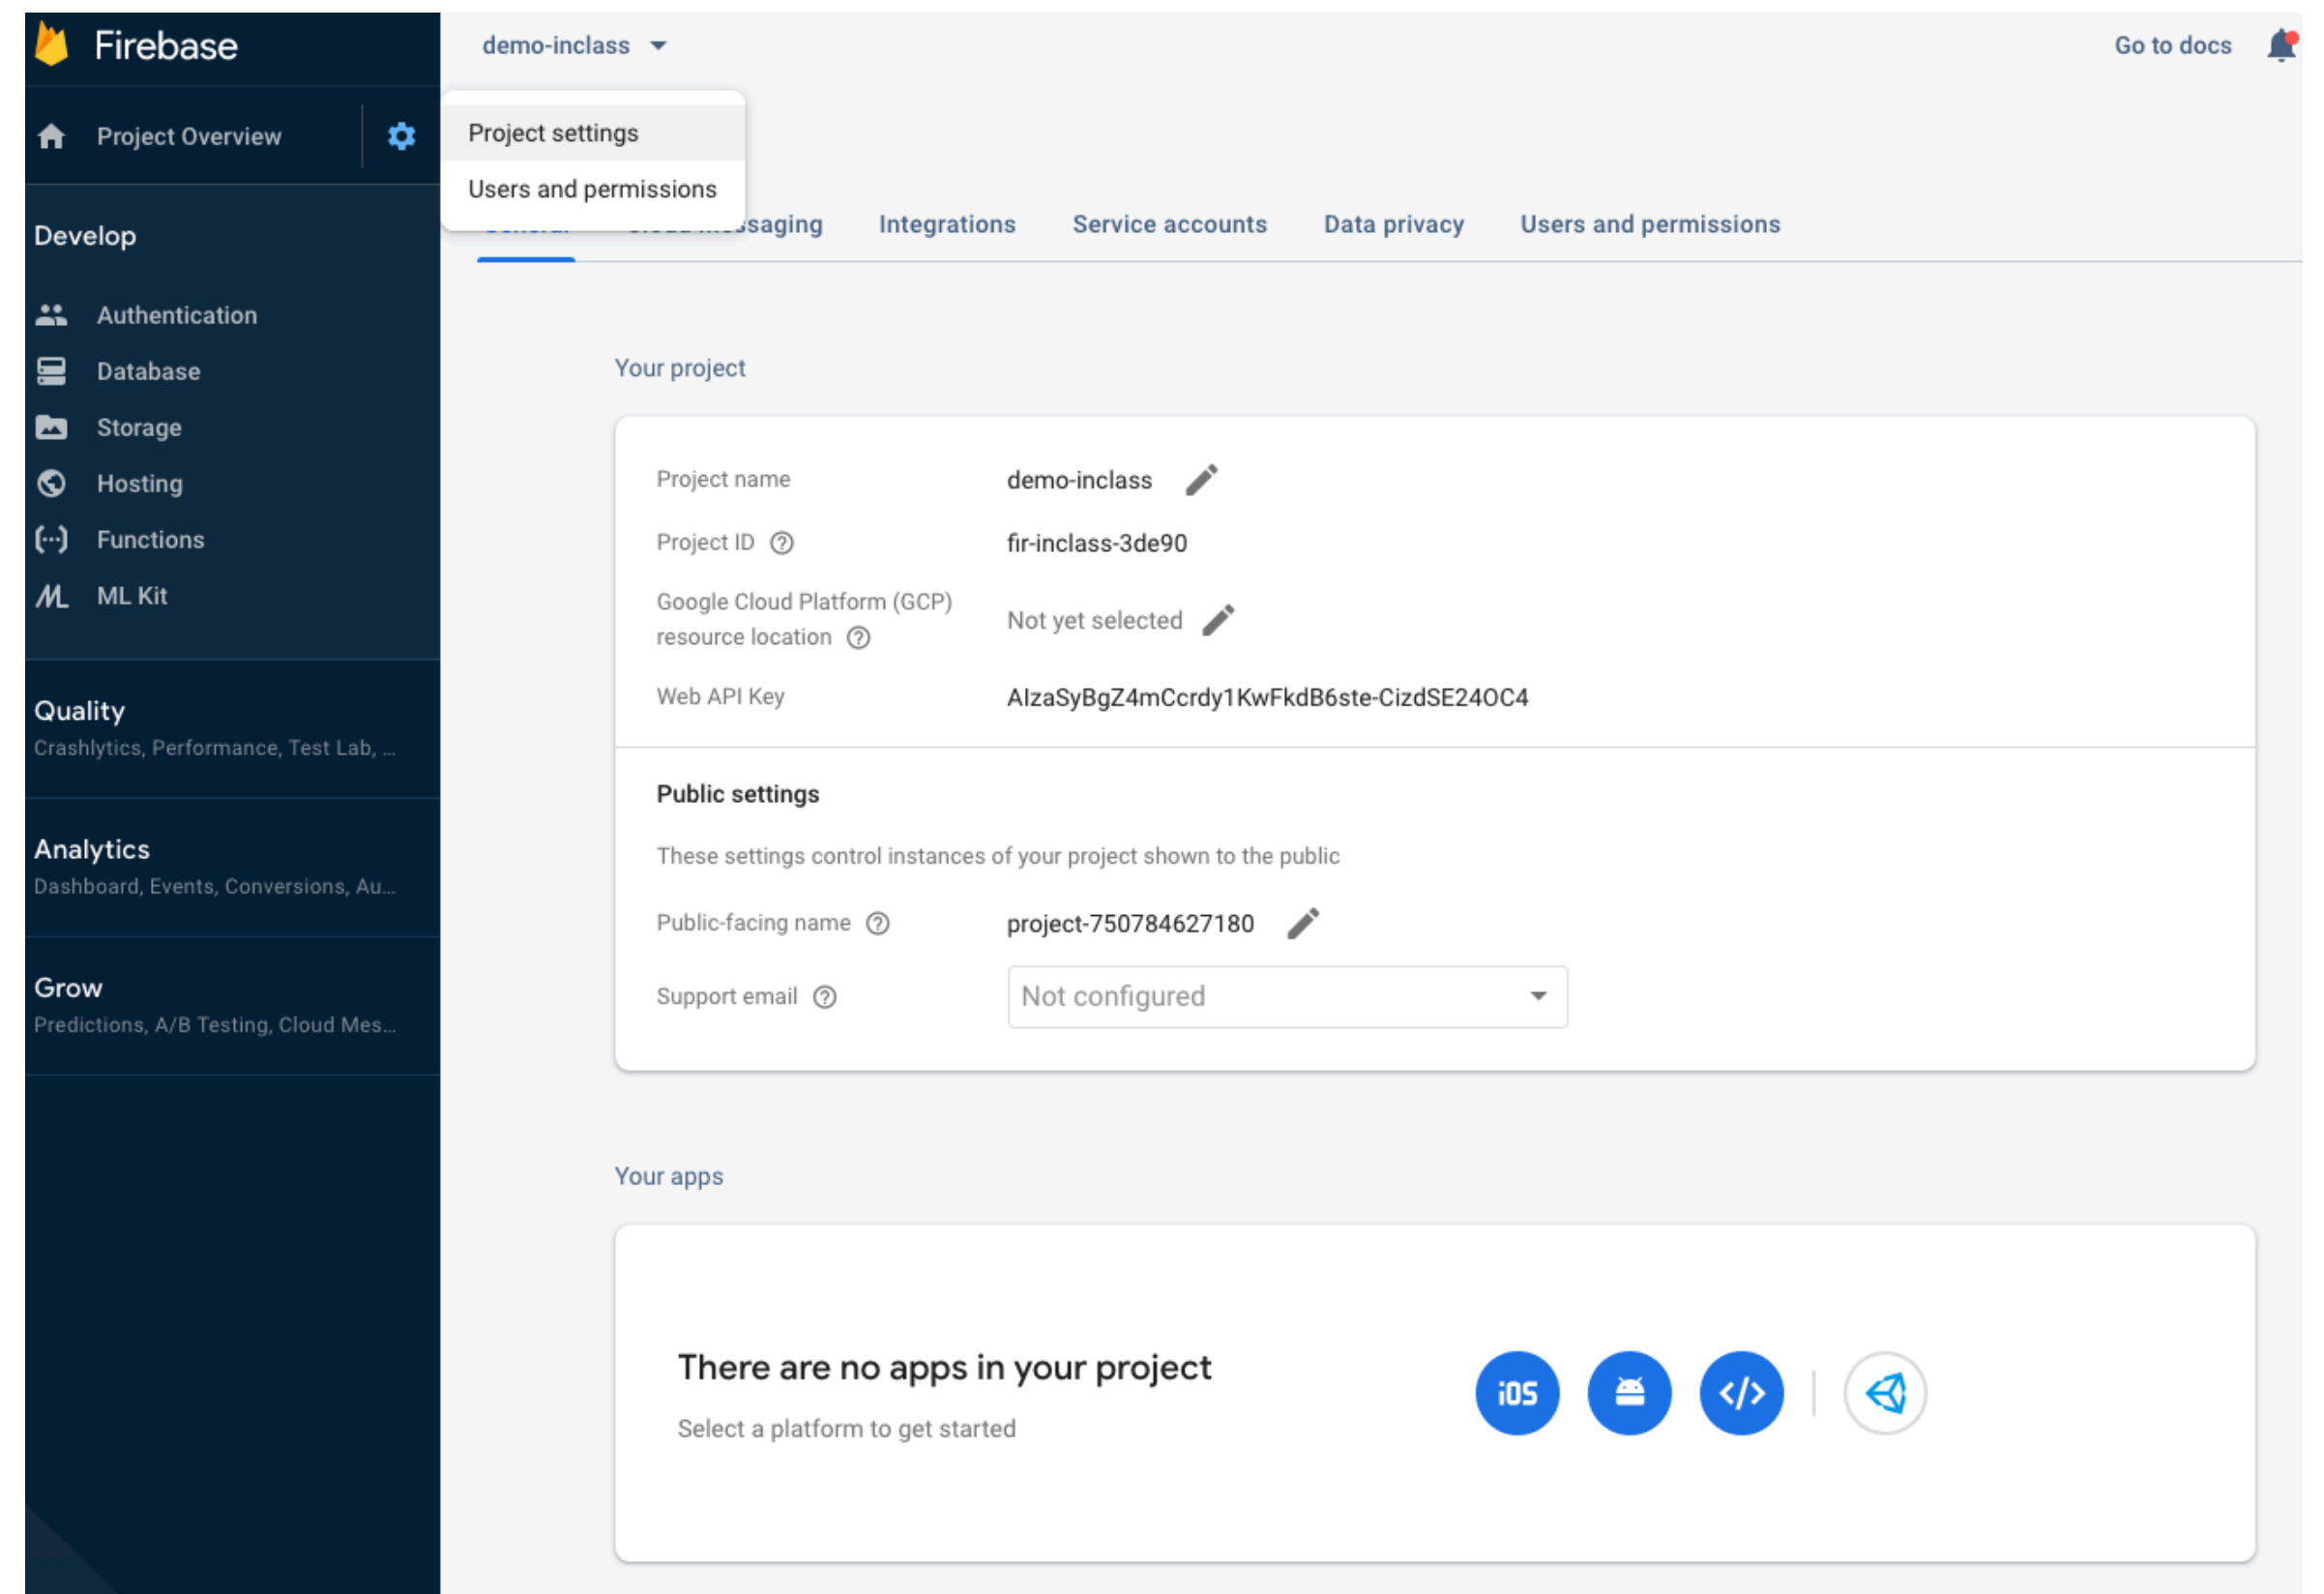 Firebase
demo-inclass
Go to docs
Project Overview
Project settings
Users and permissions
Integrations
Service accounts
Data privacy
Users and permissions
Develop
Authentication
Database
Storage
Hosting
Functions
ML Kit
Quality
Crashlytics, Performance, Test Lab, ...
Analytics
Dashboard, Events, Conversions, Au...
Grow
Predictions, A/B Testing, Cloud Mes...
Your project
Project name
demo-inclass
Project ID
fir-inclass-3de90
Google Cloud Platform (GCP)
resource location
Not yet selected
Web API Key
AIzaSyBgZ4mCcrdy1KwFkdB6ste-CizdSE24OC4
Public settings
These settings control instances of your project shown to the public
Public-facing name
project-750784627180
Support email
Not configured
Your apps
There are no apps in your project
Select a platform to get started
iOS